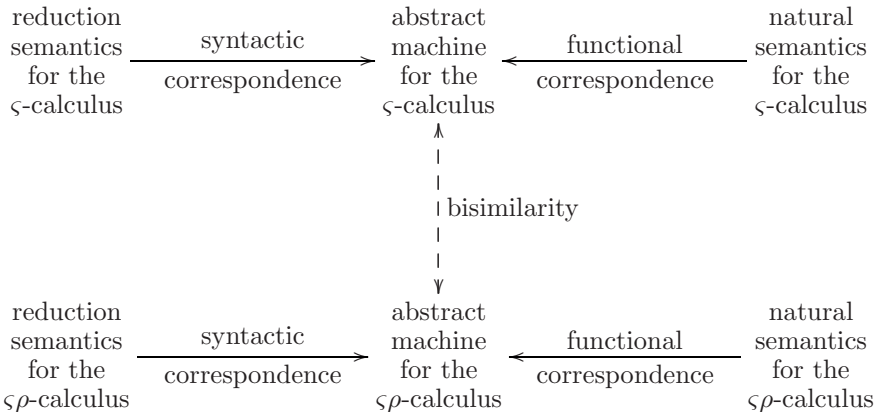 reduction
semantics
for the
ς-calculus
syntactic
correspondence
abstract
machine
for the
ς-calculus
functional
correspondence
natural
semantics
for the
ς-calculus
bisimilarity
reduction
semantics
for the
ςρ-calculus
syntactic
correspondence
abstract
machine
for the
ςρ-calculus
functional
correspondence
natural
semantics
for the
ςρ-calculus